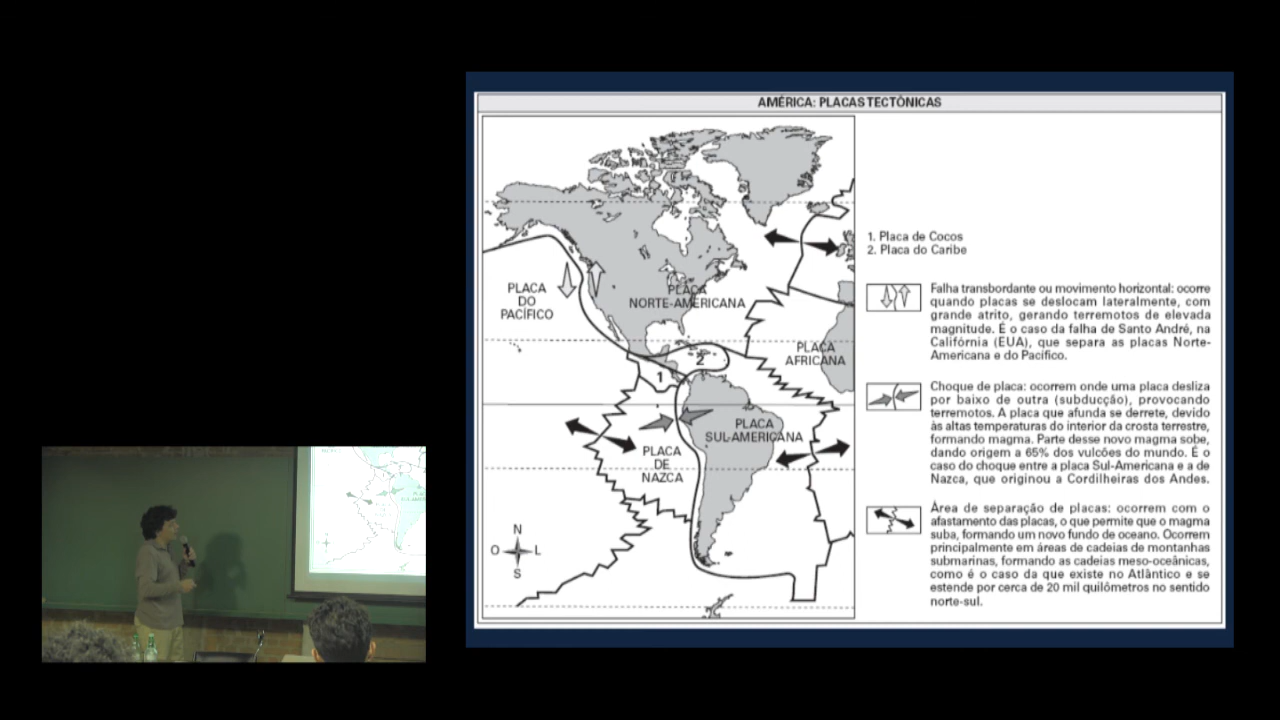 AMÉRICA: PLACAS TECTÔNICAS
PLACA
DO
PACÍFICO
PLACA
NORTE-AMERICANA
PLACA
AFRICANA
2
1
PLACA
SUL-AMERICANA
PLACA
DE
NAZCA
N
O
L
S
1. Placa de Cocos
2. Placa do Caribe
Falha transbordante ou movimento horizontal: ocorre
quando placas se deslocam lateralmente, com
grande atrito, gerando terremotos de elevada
magnitude. É o caso da falha de Santo André, na
Califórnia (EUA), que separa as placas Norte-
Americana e do Pacífico.
Choque de placa: ocorrem onde uma placa desliza
por baixo de outra (subducção), provocando
terremotos. A placa que afunda se derrete, devido
às altas temperaturas do interior da crosta terrestre,
formando magma. Parte desse novo magma sobe,
dando origem a 65% dos vulcões do mundo. É o
caso do choque entre a placa Sul-Americana e a de
Nazca, que originou a Cordilheiras dos Andes.
Área de separação de placas: ocorrem com o
afastamento das placas, o que permite que o magma
suba, formando um novo fundo de oceano. Ocorrem
principalmente em áreas de cadeias de montanhas
submarinas, formando as cadeias meso-oceânicas,
como é o caso da que existe no Atlântico e se
estende por cerca de 20 mil quilômetros no sentido
norte-sul.